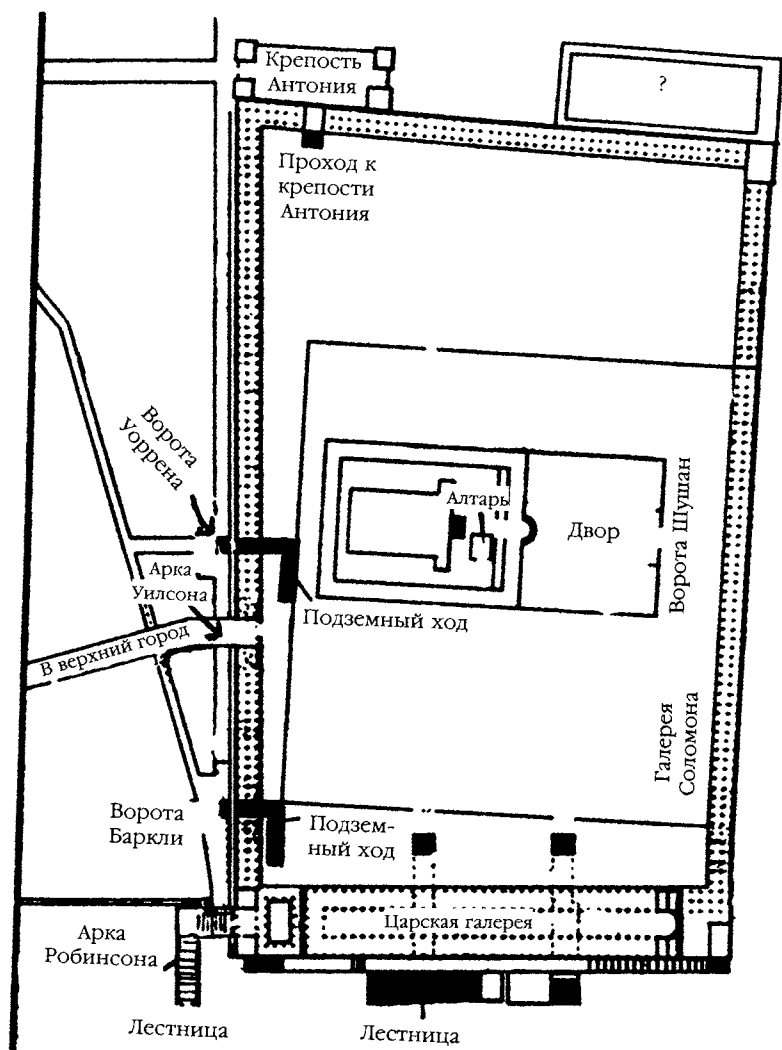 Крепость
Антония
?
Проход к
крепости
Антония
Ворота
Уоррена
Алтарь
Двор
Ворота Шушан
Арка
Уилсона
Подземный ход
В верхний город
Галерея
Соломона
Ворота
Баркли
Подзем-
ный ход
Царская галерея
Арка
Робинсона
Лестница
Лестница